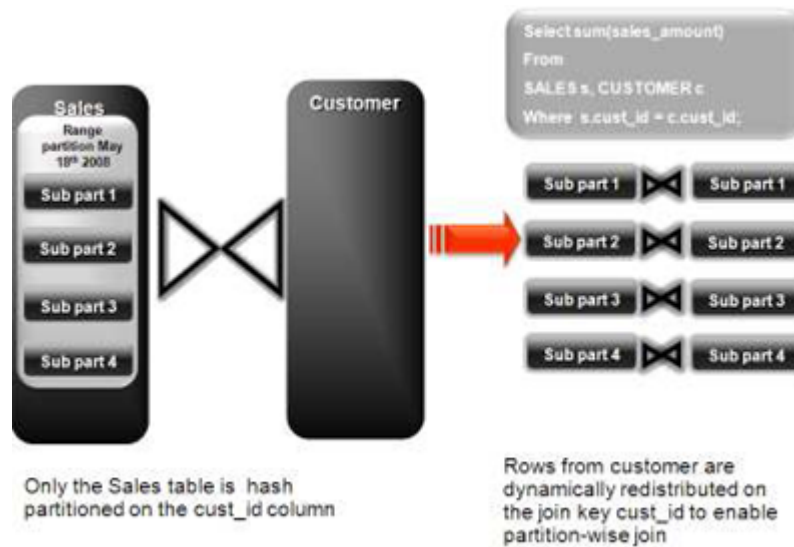 Sales
Range
partition May
18th 2008
Sub part 1
Sub part 2
Sub part 3
Sub part 4
Customer
Select sum(sales_amount)
From
SALES s, CUSTOMER c
Where s.cust_id = c.cust_id;
Sub part 1 Sub part 1
Sub part 2 Sub part 2
Sub part 3 Sub part 3
Sub part 4 Sub part 4
Only the Sales table is hash
partitioned on the cust_id column
Rows from customer are
dynamically redistributed on
the join key cust_id to enable
partition-wise join